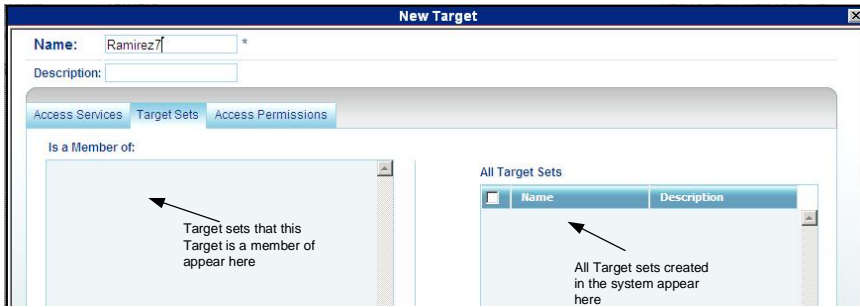 New Target
Name: Ramirez7 *
Description:
Access Services Target Sets Access Permissions
Is a Member of:
All Target Sets
Name Description
Target sets that this
Target is a member of
appear here
All Target sets created
in the system appear
here